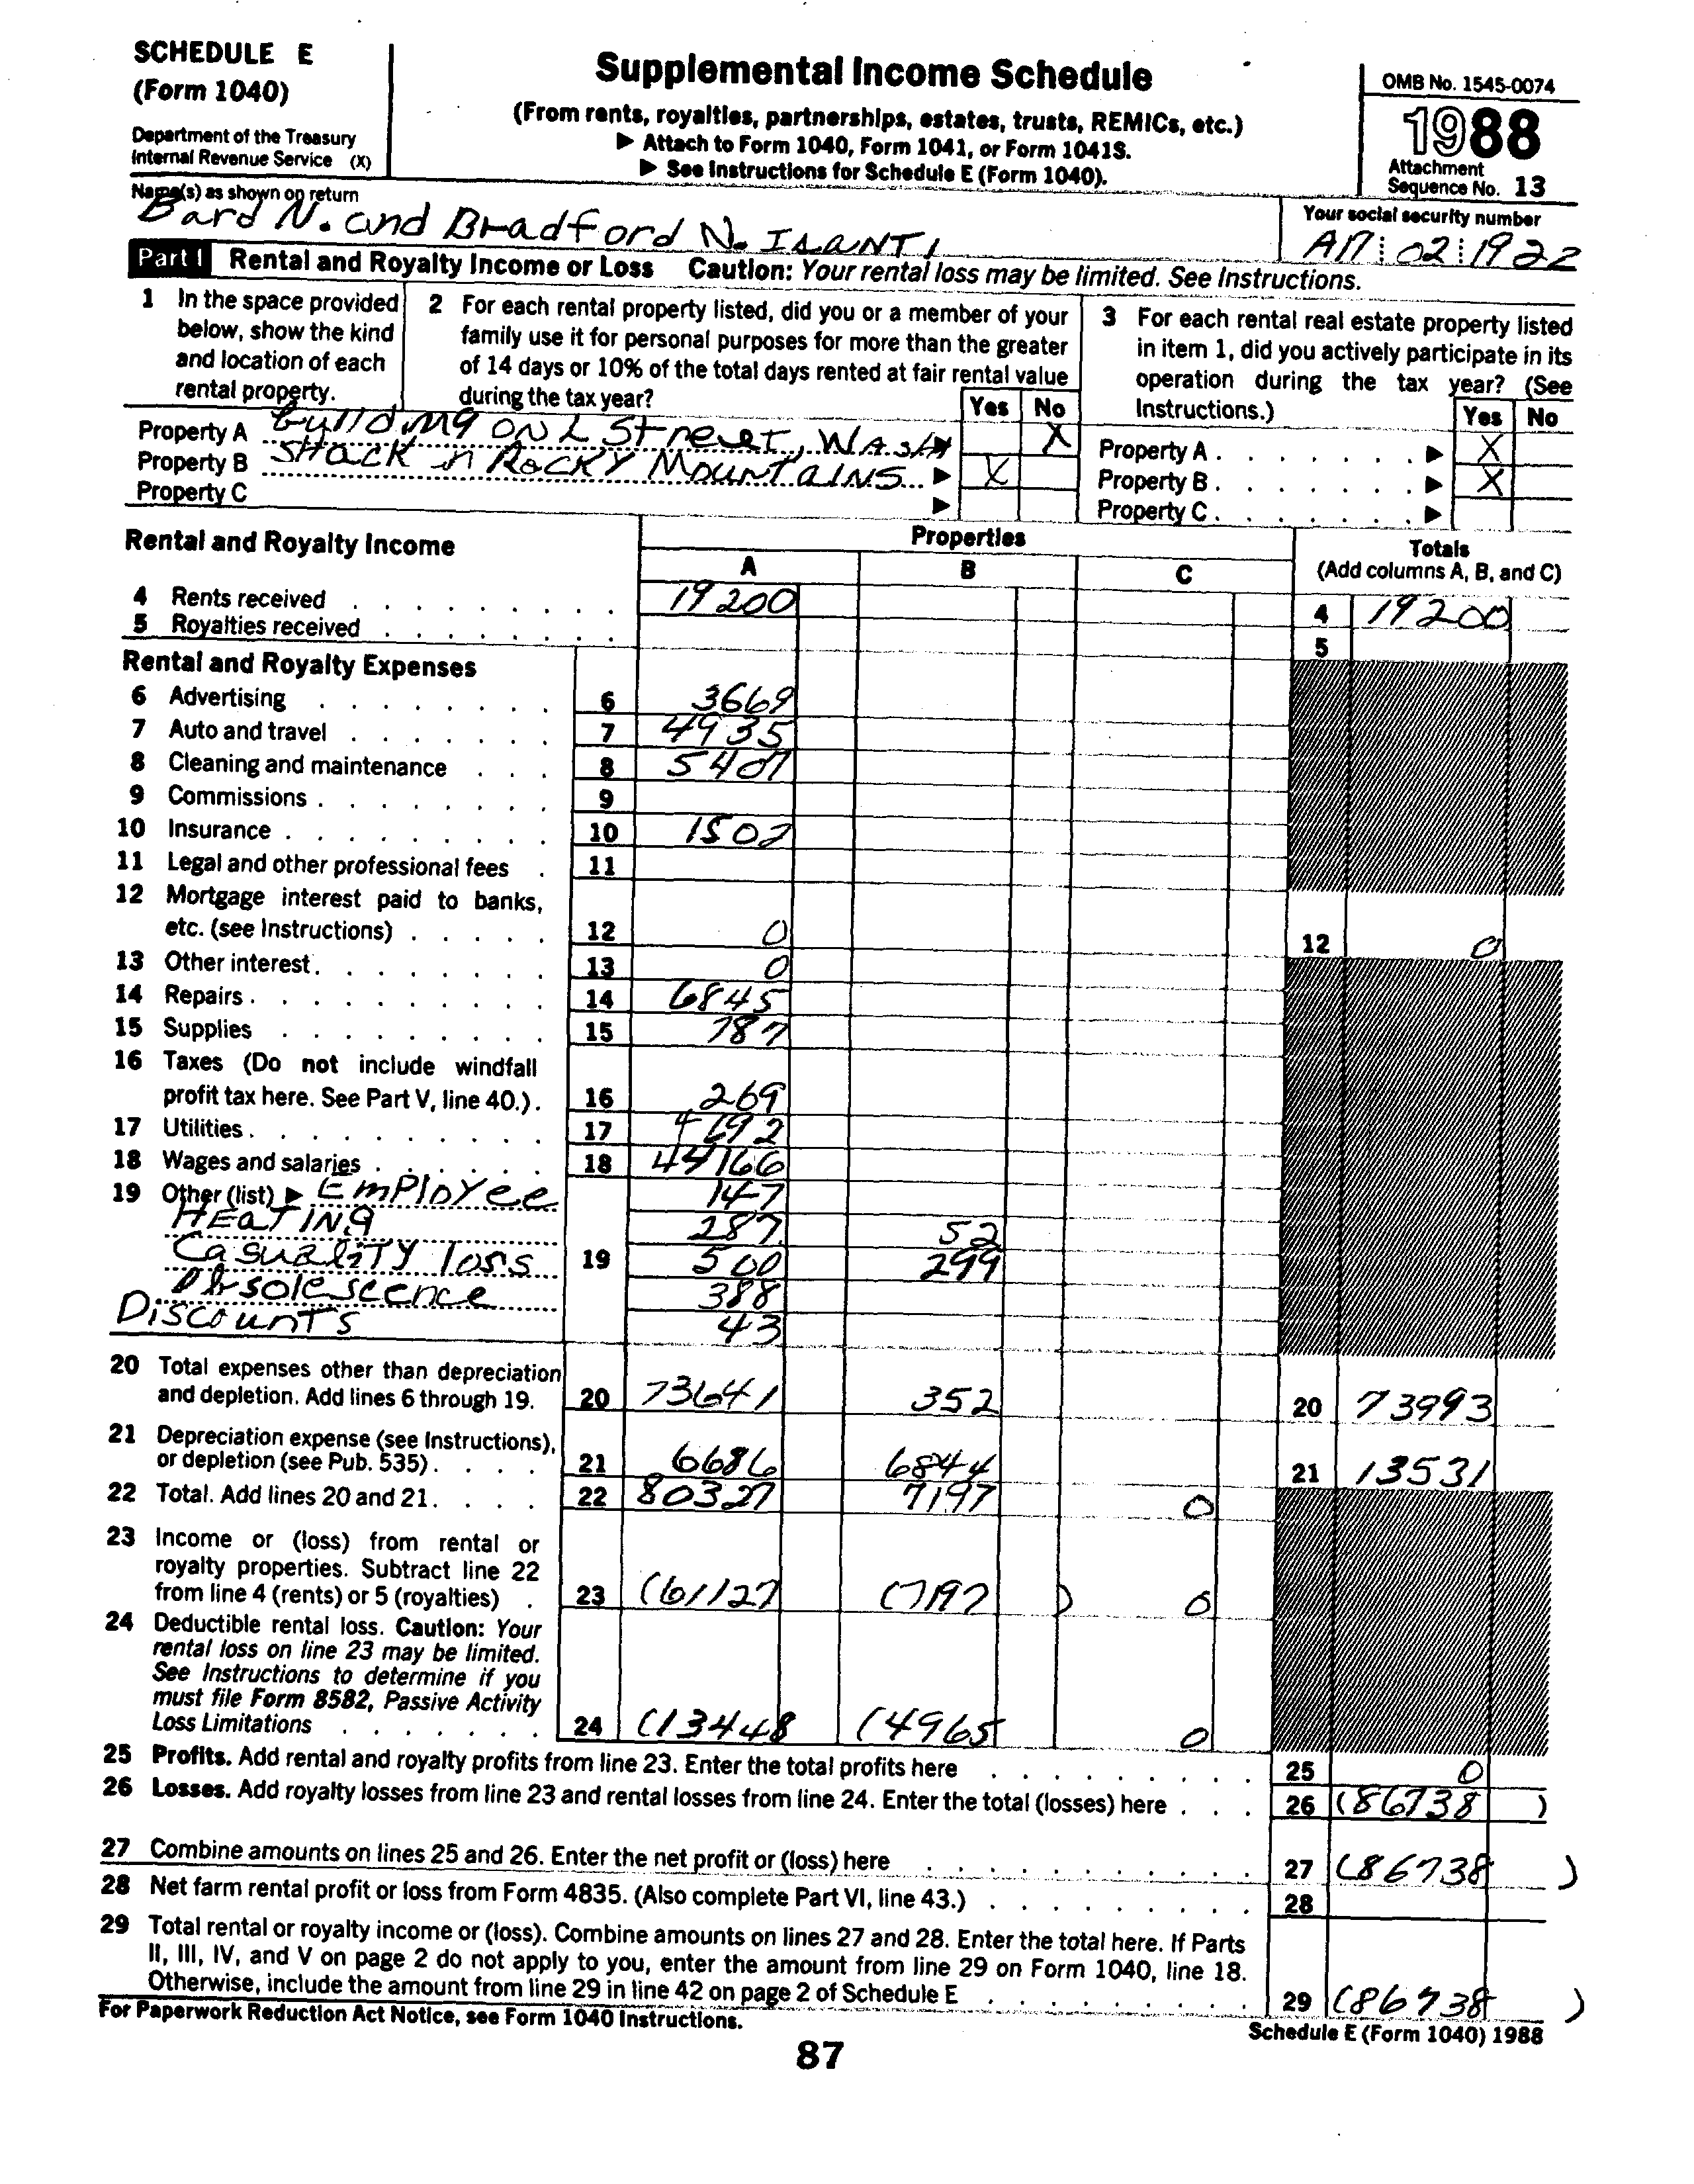 SCHEDULE E
(Form 1040)
Department of the Treasury
Internal Revenue Service (X)
Supplemental Income Schedule
(From rents, royalties, partnerships, estates, trusts, REMICs, etc.)
▶ Attach to Form 1040, Form 1041, or Form 1041S.
▶ See Instructions for Schedule E (Form 1040).
OMB No. 1545-0074
1988
Attachment
Sequence No. 13
Name(s) as shown on return
Bard N. and Bradford N. ISANTI
Your social security number
AM 02 1922
Part I Rental and Royalty Income or Loss Caution: Your rental loss may be limited. See Instructions.
1 In the space provided
below, show the kind
and location of each
rental property.
2 For each rental property listed, did you or a member of your
family use it for personal purposes for more than the greater
of 14 days or 10% of the total days rented at fair rental value
during the tax year?
Yes No
3 For each rental real estate property listed
in item 1, did you actively participate in its
operation during the tax year? (See
Instructions.)
Yes No
Property A building ON L Street, WASH X
Property B SHACK in ROCKY MOUNTAINS ▶ X
Property C ▶
Property A ▶ X
Property B ▶ X
Property C ▶
Rental and Royalty Income
Properties
A B C
Totals
(Add columns A, B, and C)
4 Rents received 19200 4 19200
5 Royalties received 5
Rental and Royalty Expenses
6 Advertising 6 3669
7 Auto and travel 7 4935
8 Cleaning and maintenance 8 5407
9 Commissions 9
10 Insurance 10 1502
11 Legal and other professional fees 11
12 Mortgage interest paid to banks,
etc. (see Instructions) 12 0 12 0
13 Other interest 13 0
14 Repairs 14 6845
15 Supplies 15 787
16 Taxes (Do not include windfall
profit tax here. See Part V, line 40.) 16 269
17 Utilities 17 4692
18 Wages and salaries 18 44166
19 Other (list) ▶ Employee 147
HEATING 287 52
Casuality loss 19 500 299
Obsolescence 388
Discounts 43
20 Total expenses other than depreciation
and depletion. Add lines 6 through 19. 20 73641 352 20 73993
21 Depreciation expense (see Instructions),
or depletion (see Pub. 535) 21 6686 6844 21 13531
22 Total. Add lines 20 and 21 22 80327 7197 0
23 Income or (loss) from rental or
royalty properties. Subtract line 22
from line 4 (rents) or 5 (royalties) 23 (61127 (7197 ) 0
24 Deductible rental loss. Caution: Your
rental loss on line 23 may be limited.
See Instructions to determine if you
must file Form 8582, Passive Activity
Loss Limitations 24 (13448 (4965 0
25 Profits. Add rental and royalty profits from line 23. Enter the total profits here 25 0
26 Losses. Add royalty losses from line 23 and rental losses from line 24. Enter the total (losses) here 26 (86738 )
27 Combine amounts on lines 25 and 26. Enter the net profit or (loss) here 27 (86738 )
28 Net farm rental profit or loss from Form 4835. (Also complete Part VI, line 43.) 28
29 Total rental or royalty income or (loss). Combine amounts on lines 27 and 28. Enter the total here. If Parts
II, III, IV, and V on page 2 do not apply to you, enter the amount from line 29 on Form 1040, line 18.
Otherwise, include the amount from line 29 in line 42 on page 2 of Schedule E 29 (86738 )
For Paperwork Reduction Act Notice, see Form 1040 Instructions.
Schedule E (Form 1040) 1988
87